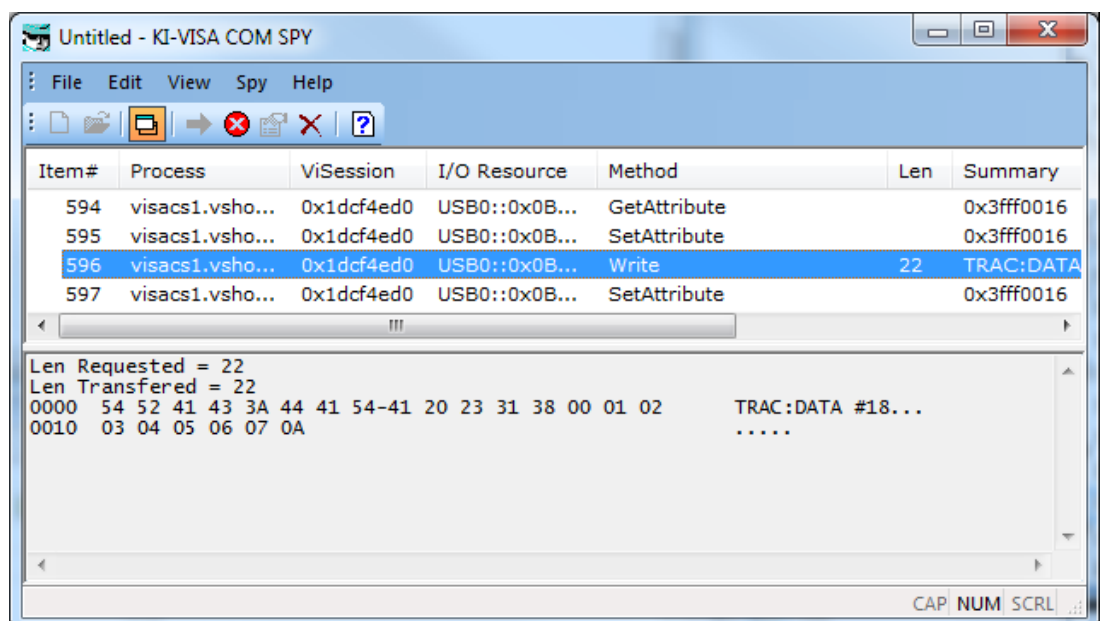 Untitled - KI-VISA COM SPY
File Edit View Spy Help
Item# Process ViSession I/O Resource Method Len Summary
594 visacs1.vsho... 0x1dcf4ed0 USB0::0x0B... GetAttribute 0x3fff0016
595 visacs1.vsho... 0x1dcf4ed0 USB0::0x0B... SetAttribute 0x3fff0016
596 visacs1.vsho... 0x1dcf4ed0 USB0::0x0B... Write 22 TRAC:DATA
597 visacs1.vsho... 0x1dcf4ed0 USB0::0x0B... SetAttribute 0x3fff0016
Len Requested = 22
Len Transfered = 22
0000 54 52 41 43 3A 44 41 54-41 20 23 31 38 00 01 02 TRAC:DATA #18...
0010 03 04 05 06 07 0A .....
CAP NUM SCRL